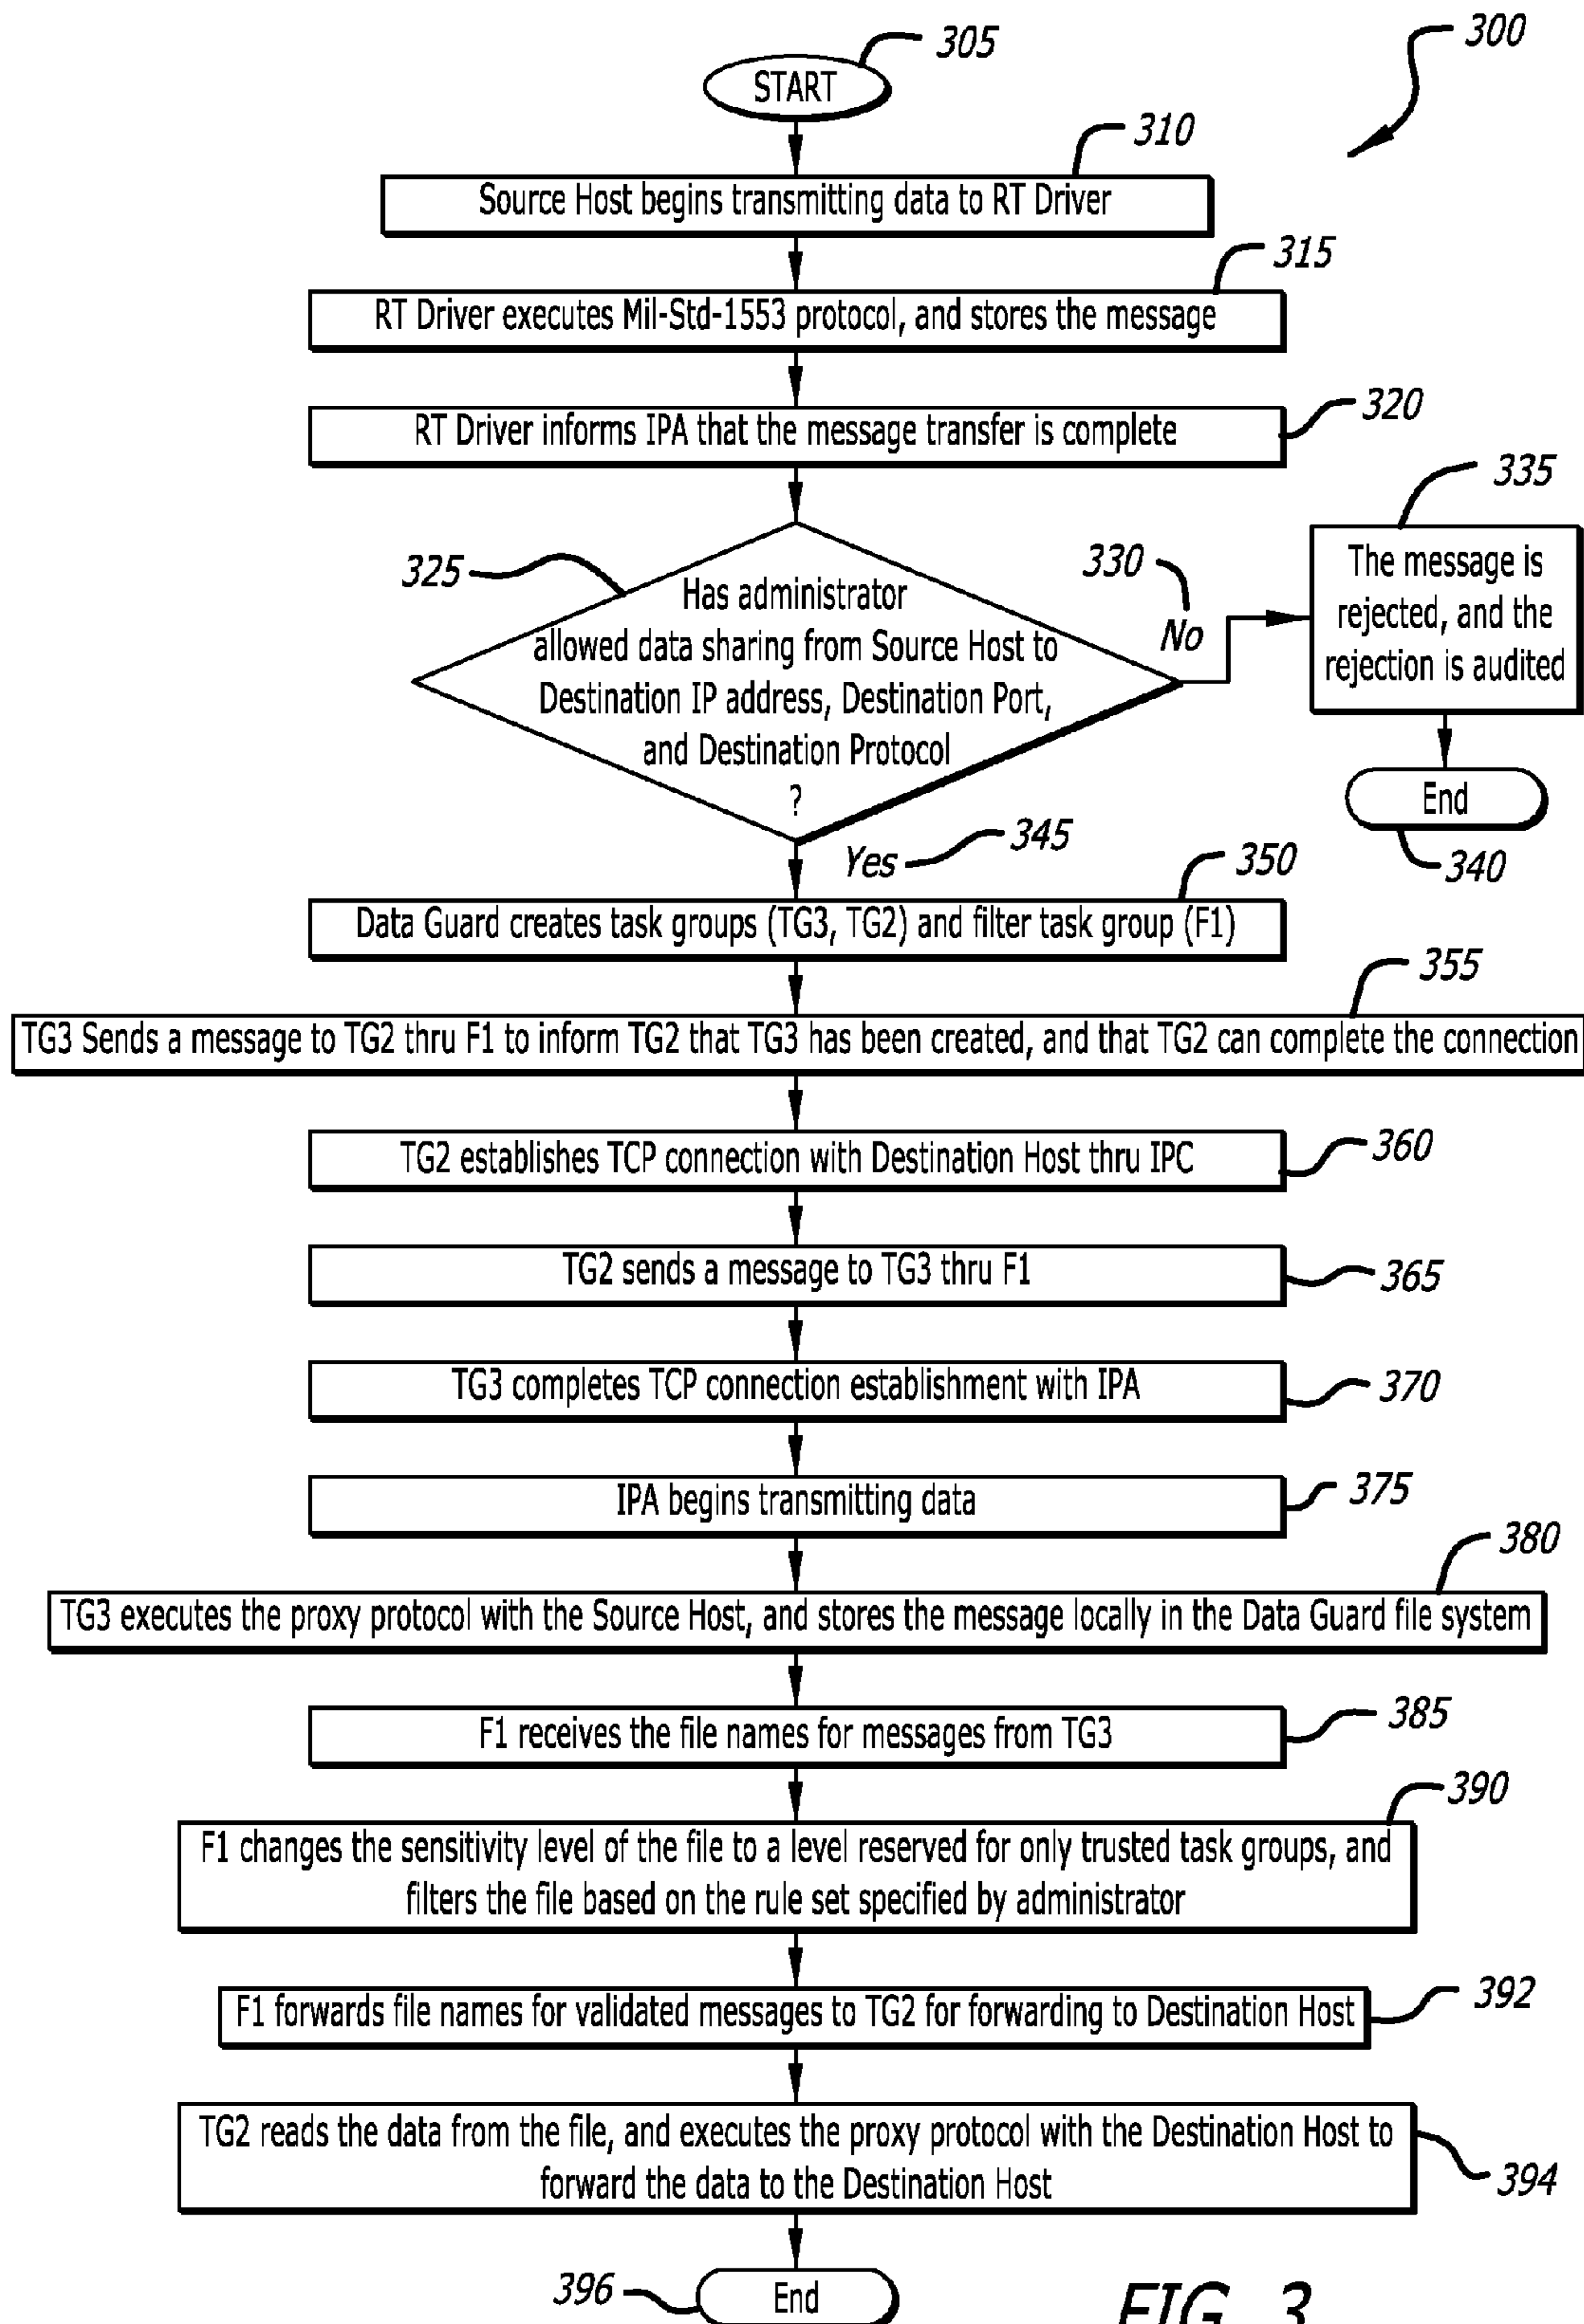 305
300
START
310
Source Host begins transmitting data to RT Driver
315
RT Driver executes Mil-Std-1553 protocol, and stores the message
320
RT Driver informs IPA that the message transfer is complete
335
The message is
rejected, and the
rejection is audited
325
330
No
Has administrator
allowed data sharing from Source Host to
Destination IP address, Destination Port,
and Destination Protocol
?
End
340
Yes
345
350
Data Guard creates task groups (TG3, TG2) and filter task group (F1)
355
TG3 Sends a message to TG2 thru F1 to inform TG2 that TG3 has been created, and that TG2 can complete the connection
TG2 establishes TCP connection with Destination Host thru IPC
360
TG2 sends a message to TG3 thru F1
365
TG3 completes TCP connection establishment with IPA
370
IPA begins transmitting data
375
380
TG3 executes the proxy protocol with the Source Host, and stores the message locally in the Data Guard file system
F1 receives the file names for messages from TG3
385
390
F1 changes the sensitivity level of the file to a level reserved for only trusted task groups, and
filters the file based on the rule set specified by administrator
F1 forwards file names for validated messages to TG2 for forwarding to Destination Host
392
TG2 reads the data from the file, and executes the proxy protocol with the Destination Host to
forward the data to the Destination Host
394
396
End
FIG. 3